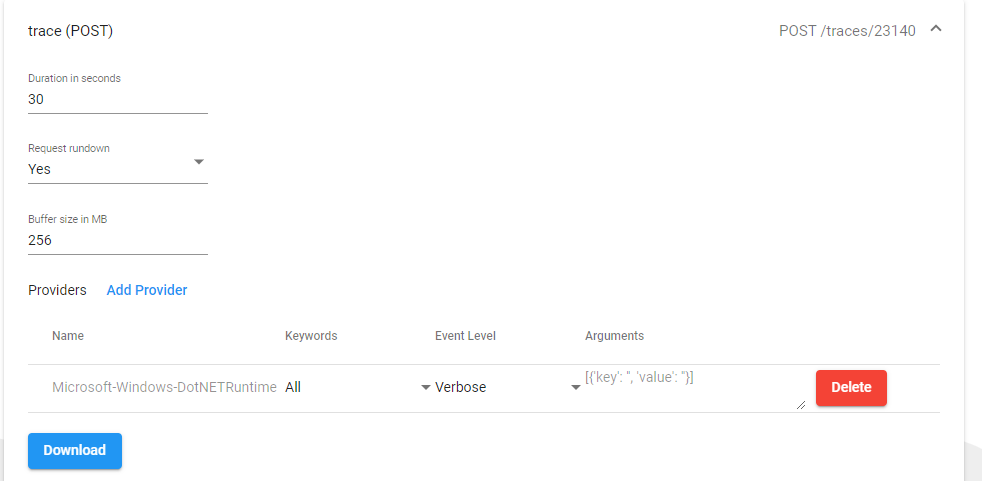 trace (POST) POST /traces/23140
Duration in seconds
30
Request rundown
Yes
Buffer size in MB
256
Providers Add Provider
Name Keywords Event Level Arguments
Microsoft-Windows-DotNETRuntime All Verbose [{'key': '', 'value': ''}] Delete
Download